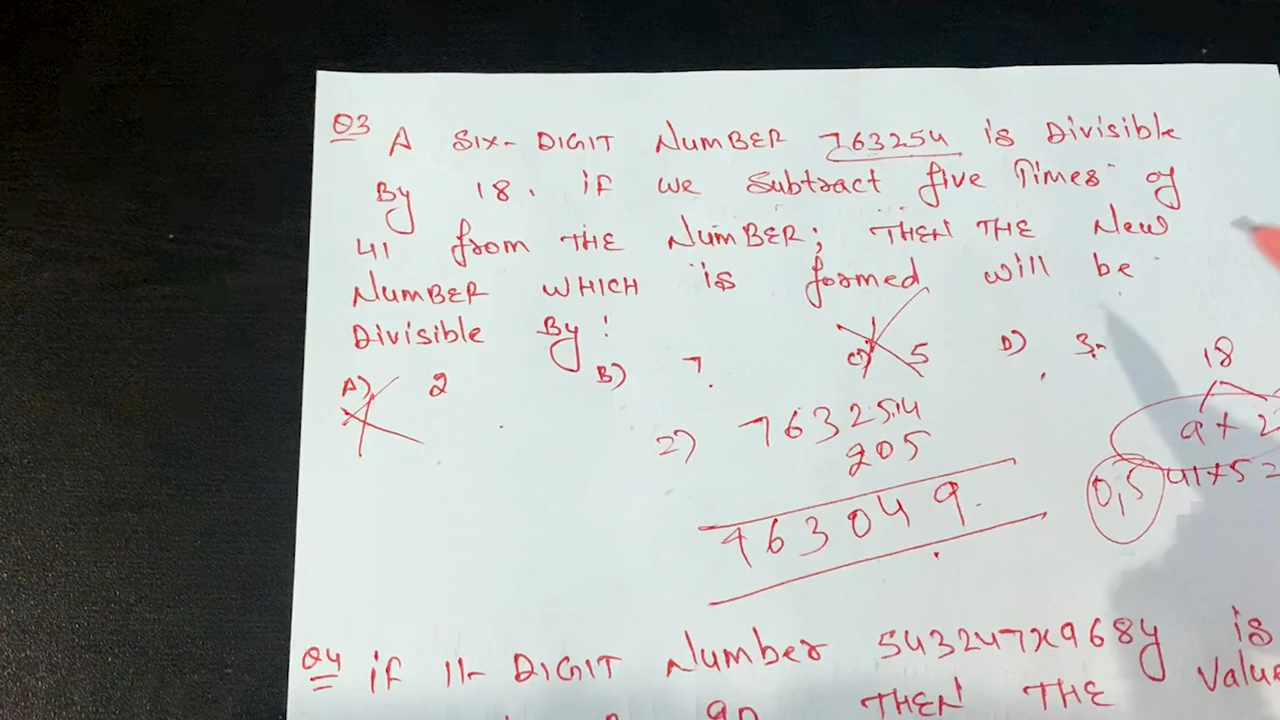 Q3 A SIX- DIGIT NUMBER 763254 is Divisible
By 18. if we Subtract five Times of
41 from THE NUMBER; THEN THE New
NUMBER WHICH is formed will be
Divisible By!
A) 2 B) 7. C) 5 D) 3
18
2) 763254
205
763049.
9+2
0,5 41x5=
Q4 if 11- DIGIT Number 543247x968y is
THEN THE Value